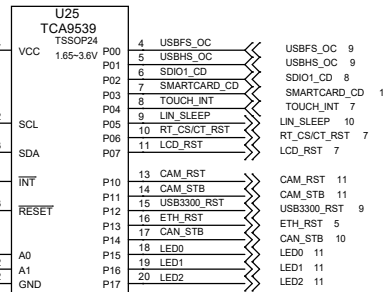 U25
TCA9539
TSSOP24
1.65~3.6V
VCC P00 4 USBFS_OC USBFS_OC 9
P01 5 USBHS_OC USBHS_OC 9
P02 6 SDIO1_CD SDIO1_CD 8
P03 7 SMARTCARD_CD SMARTCARD_CD 1
P04 8 TOUCH_INT TOUCH_INT 7
SCL P05 9 LIN_SLEEP LIN_SLEEP 10
P06 10 RT_CS/CT_RST RT_CS/CT_RST 7
SDA P07 11 LCD_RST LCD_RST 7
INT P10 13 CAM_RST CAM_RST 11
P11 14 CAM_STB CAM_STB 11
RESET P12 15 USB3300_RST USB3300_RST 9
P13 16 ETH_RST ETH_RST 5
P14 17 CAN_STB CAN_STB 10
A0 P15 18 LED0 LED0 11
A1 P16 19 LED1 LED1 11
GND P17 20 LED2 LED2 11